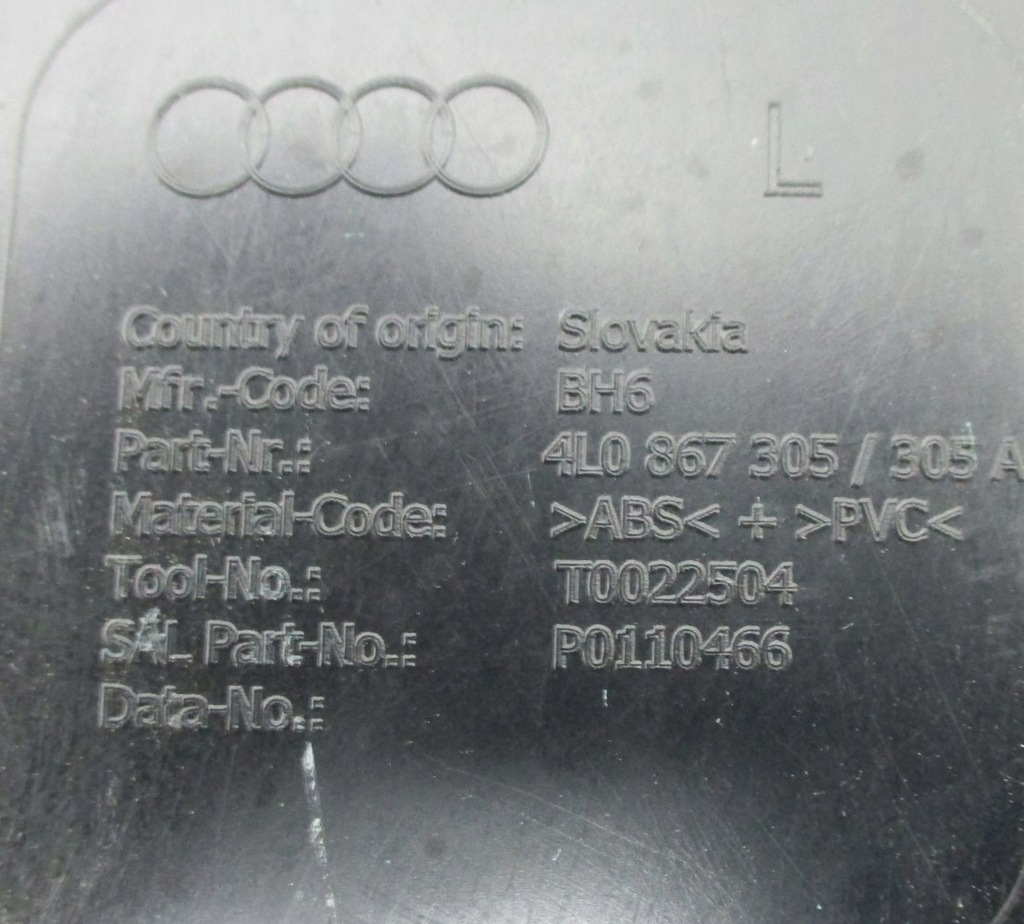 L
Country of origin: Slovakia
Mfr.-Code: BH6
Part-Nr.: 4L0 867 305 / 305 A
Material-Code: >ABS< + >PVC<
Tool-No.: T0022504
SAL Part-No.: P0110466
Data-No.: